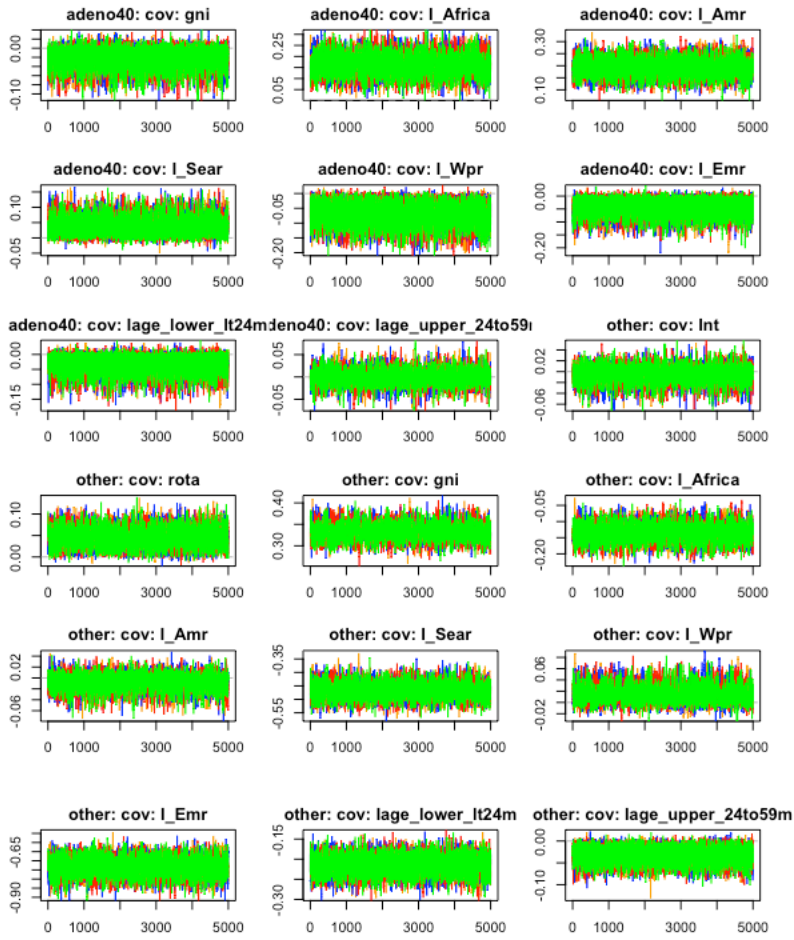 adeno40: cov: gni adeno40: cov: I_Africa adeno40: cov: I_Amr
0.00 -0.10 0.25 0.05 0.30 0.10
0 1000 3000 5000 0 1000 3000 5000 0 1000 3000 5000
adeno40: cov: I_Sear adeno40: cov: I_Wpr adeno40: cov: I_Emr
0.10 -0.05 -0.05 -0.20 0.00 -0.20
0 1000 3000 5000 0 1000 3000 5000 0 1000 3000 5000
adeno40: cov: Iage_lower_lt24m cov: Iage_upper_24to59 other: cov: Int
0.00 -0.15 0.05 -0.05 0.02 -0.06
0 1000 3000 5000 0 1000 3000 5000 0 1000 3000 5000
other: cov: rota other: cov: gni other: cov: I_Africa
0.10 0.00 0.40 0.30 -0.05 -0.20
0 1000 3000 5000 0 1000 3000 5000 0 1000 3000 5000
other: cov: I_Amr other: cov: I_Sear other: cov: I_Wpr
0.02 -0.06 -0.35 -0.55 0.06 -0.02
0 1000 3000 5000 0 1000 3000 5000 0 1000 3000 5000
other: cov: I_Emr other: cov: Iage_lower_lt24m other: cov: Iage_upper_24to59m
-0.65 -0.90 -0.15 -0.30 0.00 -0.10
0 1000 3000 5000 0 1000 3000 5000 0 1000 3000 5000